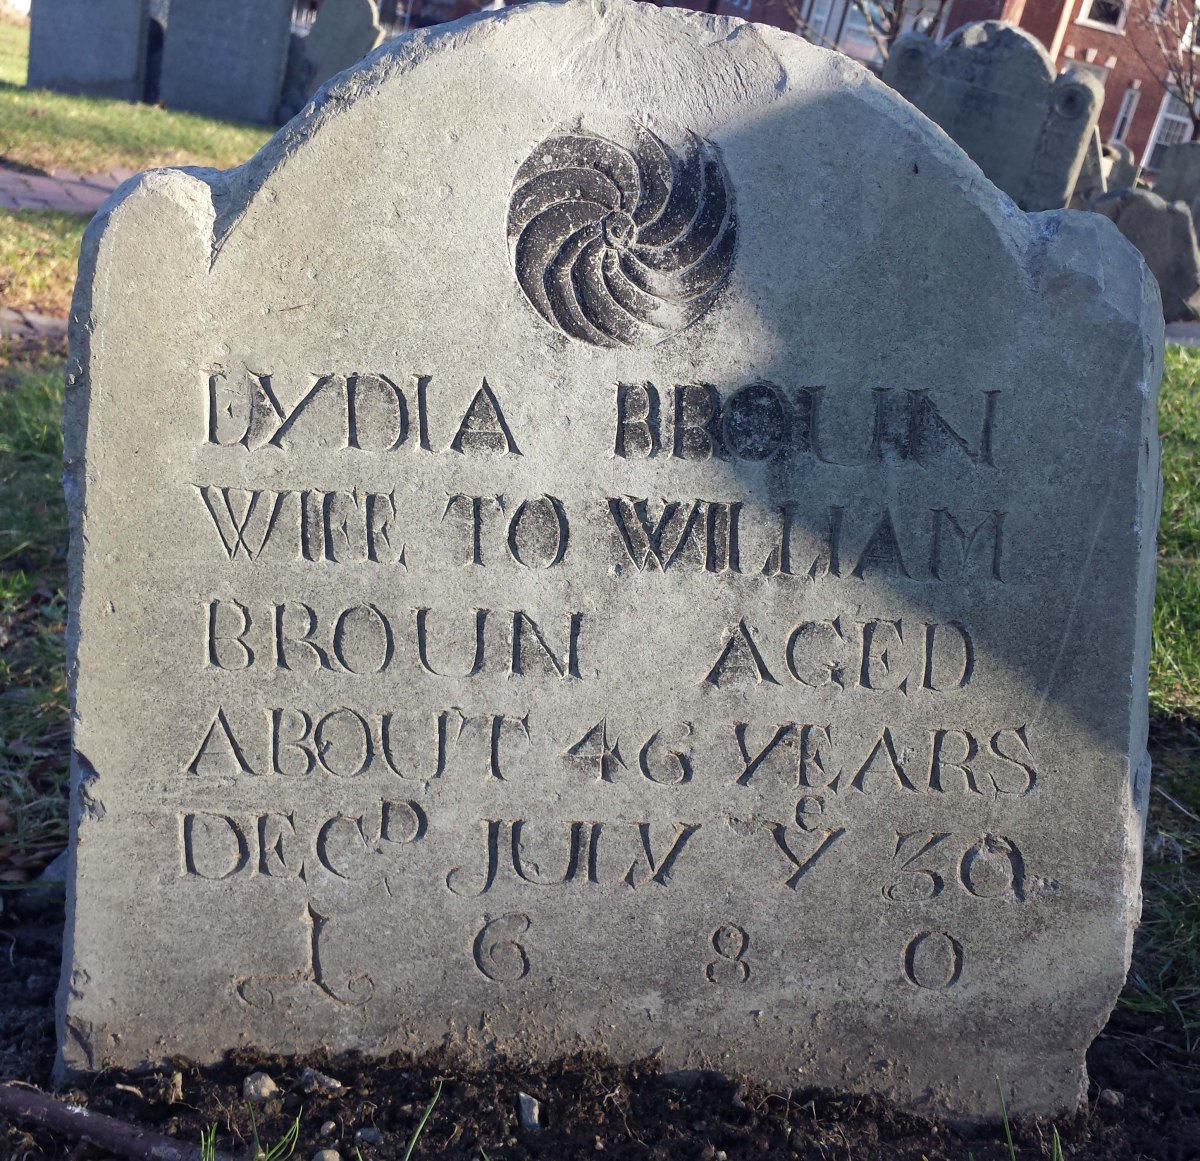 LYDIA BROUN
WIFE TO WILLIAM
BROUN AGED
ABOUT 46 YEARS
DECᴰ JULY Yᵉ 30
1680